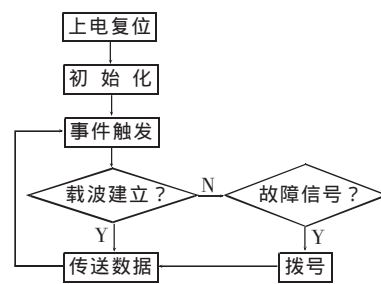 上电复位
初 始 化
事件触发
载波建立？ N 故障信号？
Y Y
传送数据 拨号